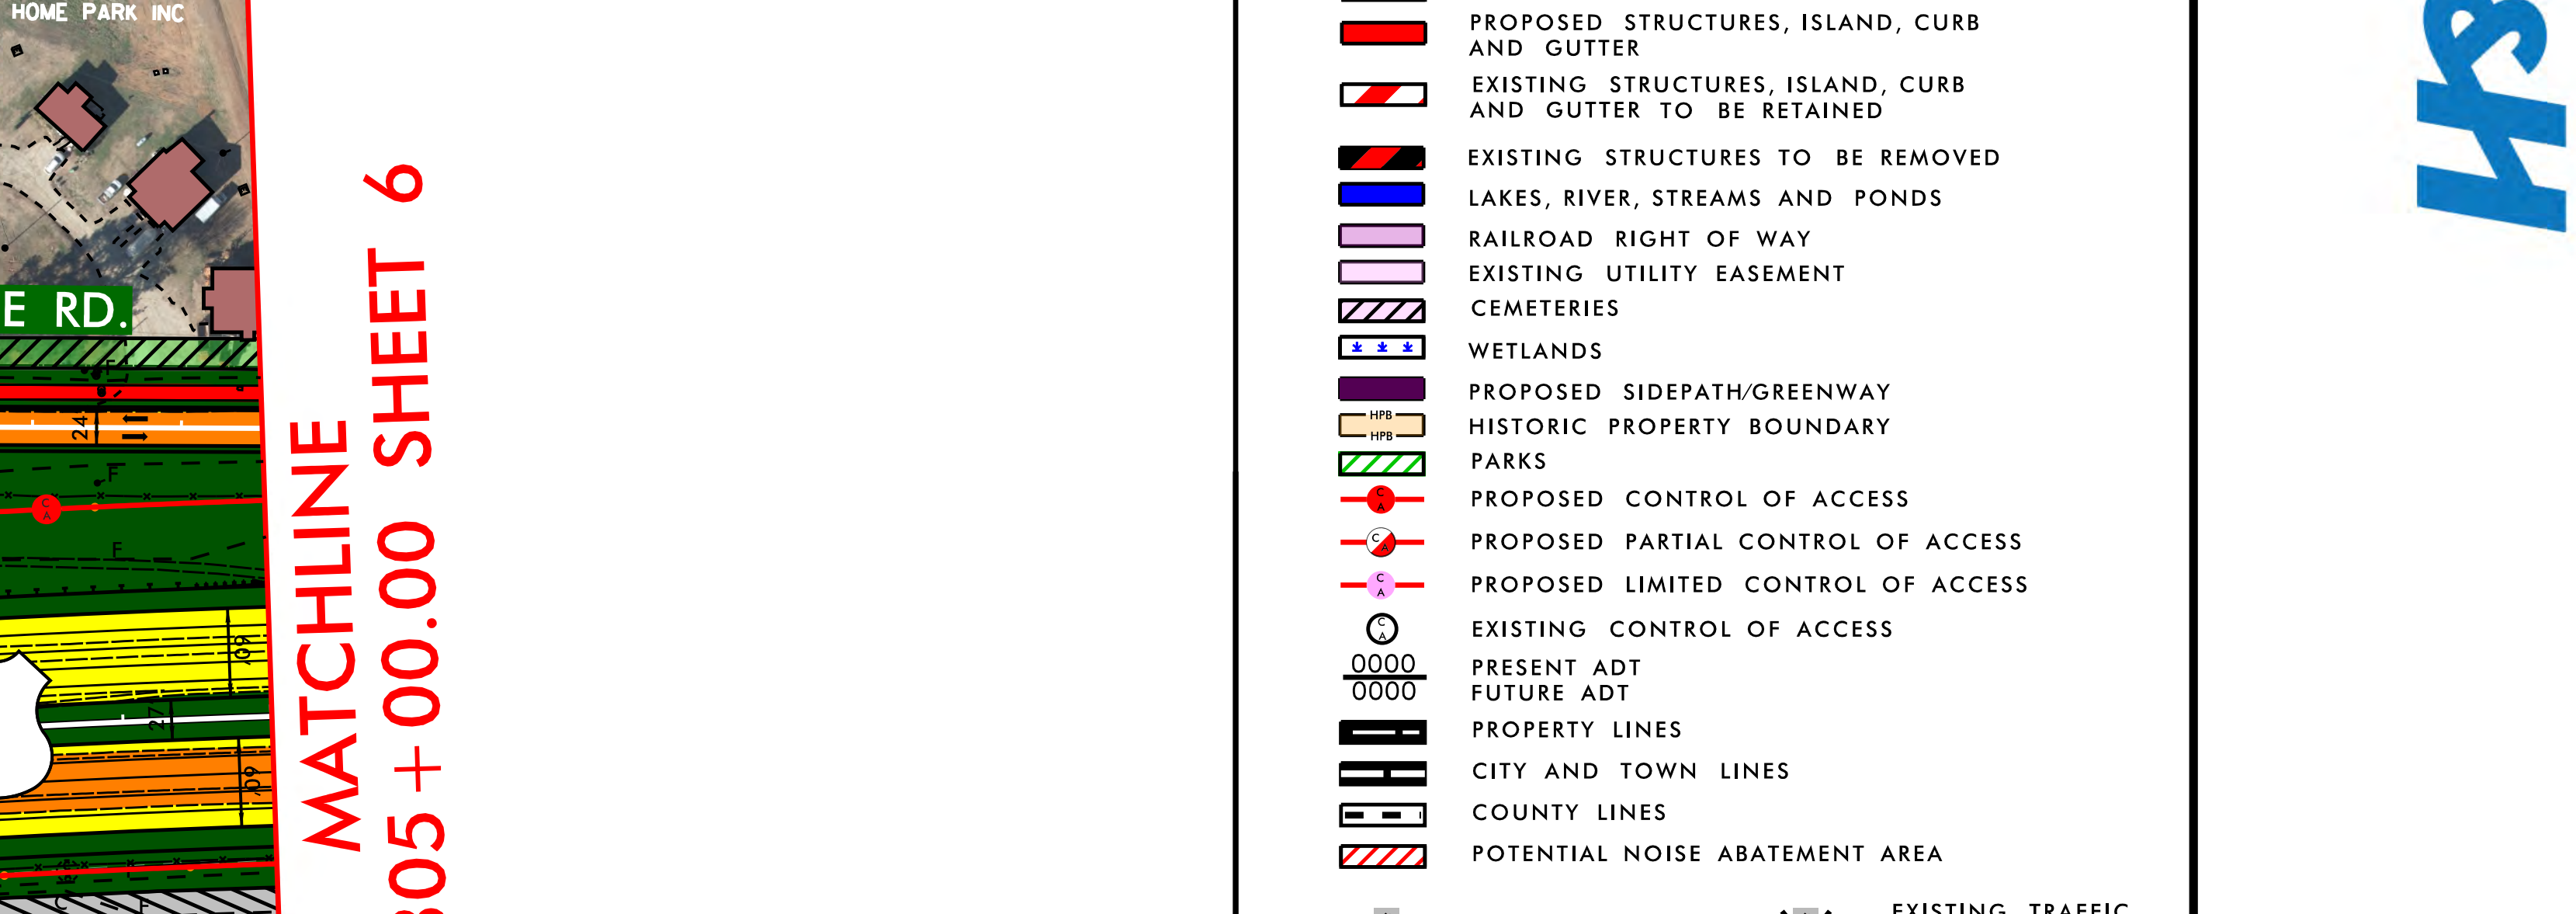 HOME PARK INC
E RD.
F
24
F
C
A
F
60'
27'
60'
C
F
MATCHLINE
805+00.00 SHEET 6
PROPOSED STRUCTURES, ISLAND, CURB
AND GUTTER
EXISTING STRUCTURES, ISLAND, CURB
AND GUTTER TO BE RETAINED
EXISTING STRUCTURES TO BE REMOVED
LAKES, RIVER, STREAMS AND PONDS
RAILROAD RIGHT OF WAY
EXISTING UTILITY EASEMENT
CEMETERIES
WETLANDS
PROPOSED SIDEPATH/GREENWAY
HPB
HPB
HISTORIC PROPERTY BOUNDARY
PARKS
C
A
PROPOSED CONTROL OF ACCESS
C
A
PROPOSED PARTIAL CONTROL OF ACCESS
C
A
PROPOSED LIMITED CONTROL OF ACCESS
C
A
EXISTING CONTROL OF ACCESS
0000
0000
PRESENT ADT
FUTURE ADT
PROPERTY LINES
CITY AND TOWN LINES
COUNTY LINES
POTENTIAL NOISE ABATEMENT AREA
EXISTING TRAFFIC